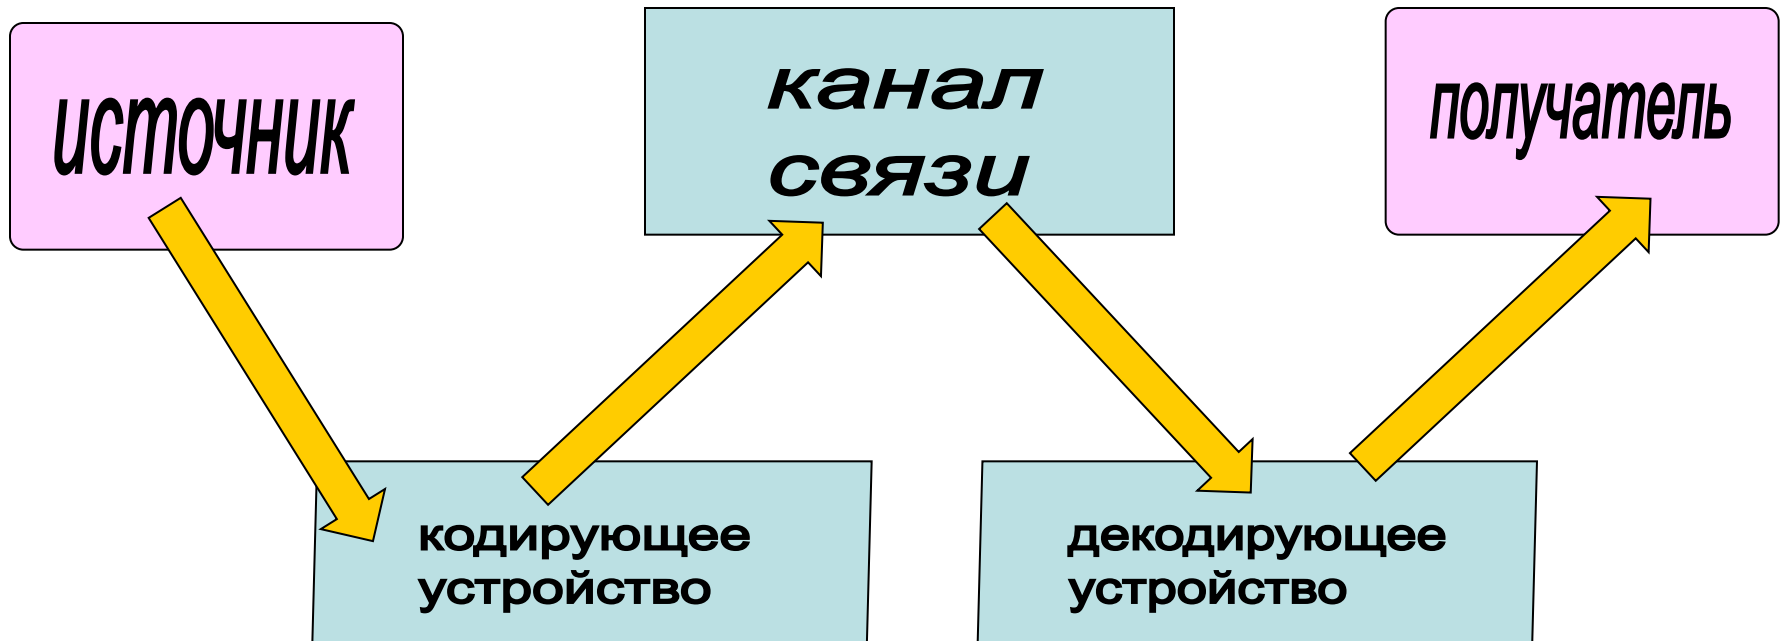 источник
канал
связи
получатель
кодирующее
устройство
декодирующее
устройство